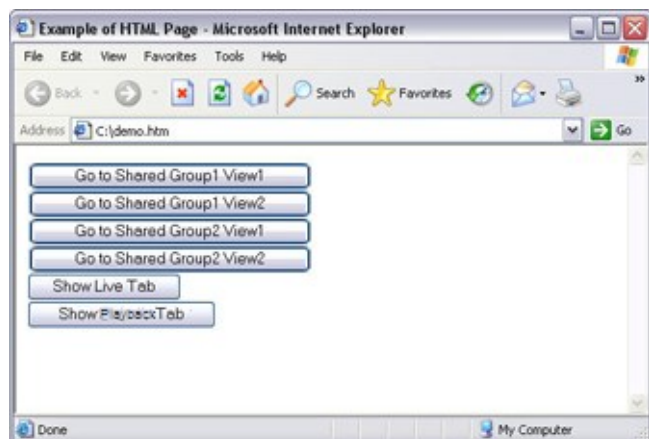 Example of HTML Page - Microsoft Internet Explorer
File Edit View Favorites Tools Help
Back Search Favorites »
Address C:\demo.htm Go
Go to Shared Group1 View1
Go to Shared Group1 View2
Go to Shared Group2 View1
Go to Shared Group2 View2
Show Live Tab
Show Playback Tab
Done My Computer